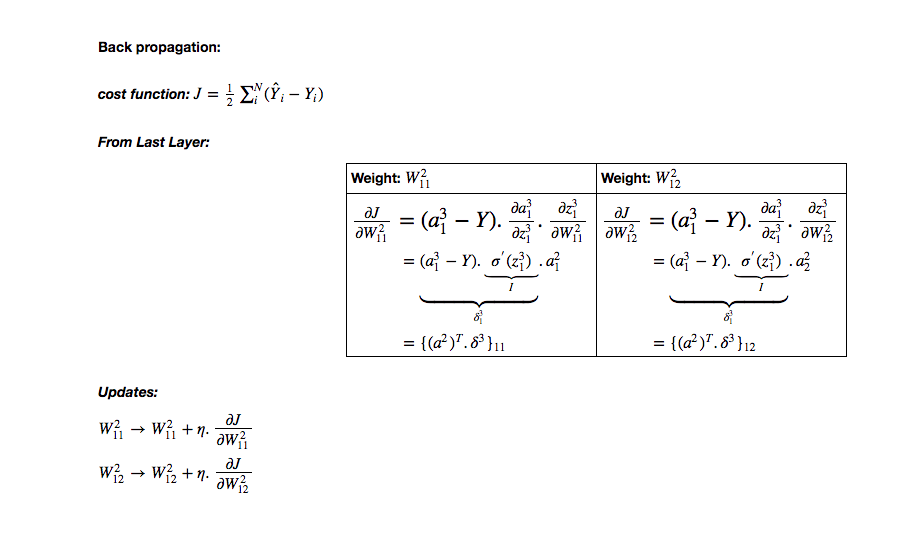 Back propagation:
cost function: J = \frac{1}{2} \sum_i^N (\hat{Y}_i - Y_i)
From Last Layer:
Weight: W_{11}^2
\frac{\partial J}{\partial W_{11}^2} = (a_1^3 - Y). \frac{\partial a_1^3}{\partial z_1^3} . \frac{\partial z_1^3}{\partial W_{11}^2}
= \underbrace{(a_1^3 - Y). \underbrace{\sigma'(z_1^3)}_{I}}_{\delta_1^3} . a_1^2
= \{(a^2)^T . \delta^3\}_{11}
Weight: W_{12}^2
\frac{\partial J}{\partial W_{12}^2} = (a_1^3 - Y). \frac{\partial a_1^3}{\partial z_1^3} . \frac{\partial z_1^3}{\partial W_{12}^2}
= \underbrace{(a_1^3 - Y). \underbrace{\sigma'(z_1^3)}_{I}}_{\delta_1^3} . a_2^2
= \{(a^2)^T . \delta^3\}_{12}
Updates:
W_{11}^2 → W_{11}^2 + η. \frac{\partial J}{\partial W_{11}^2}
W_{12}^2 → W_{12}^2 + η. \frac{\partial J}{\partial W_{12}^2}